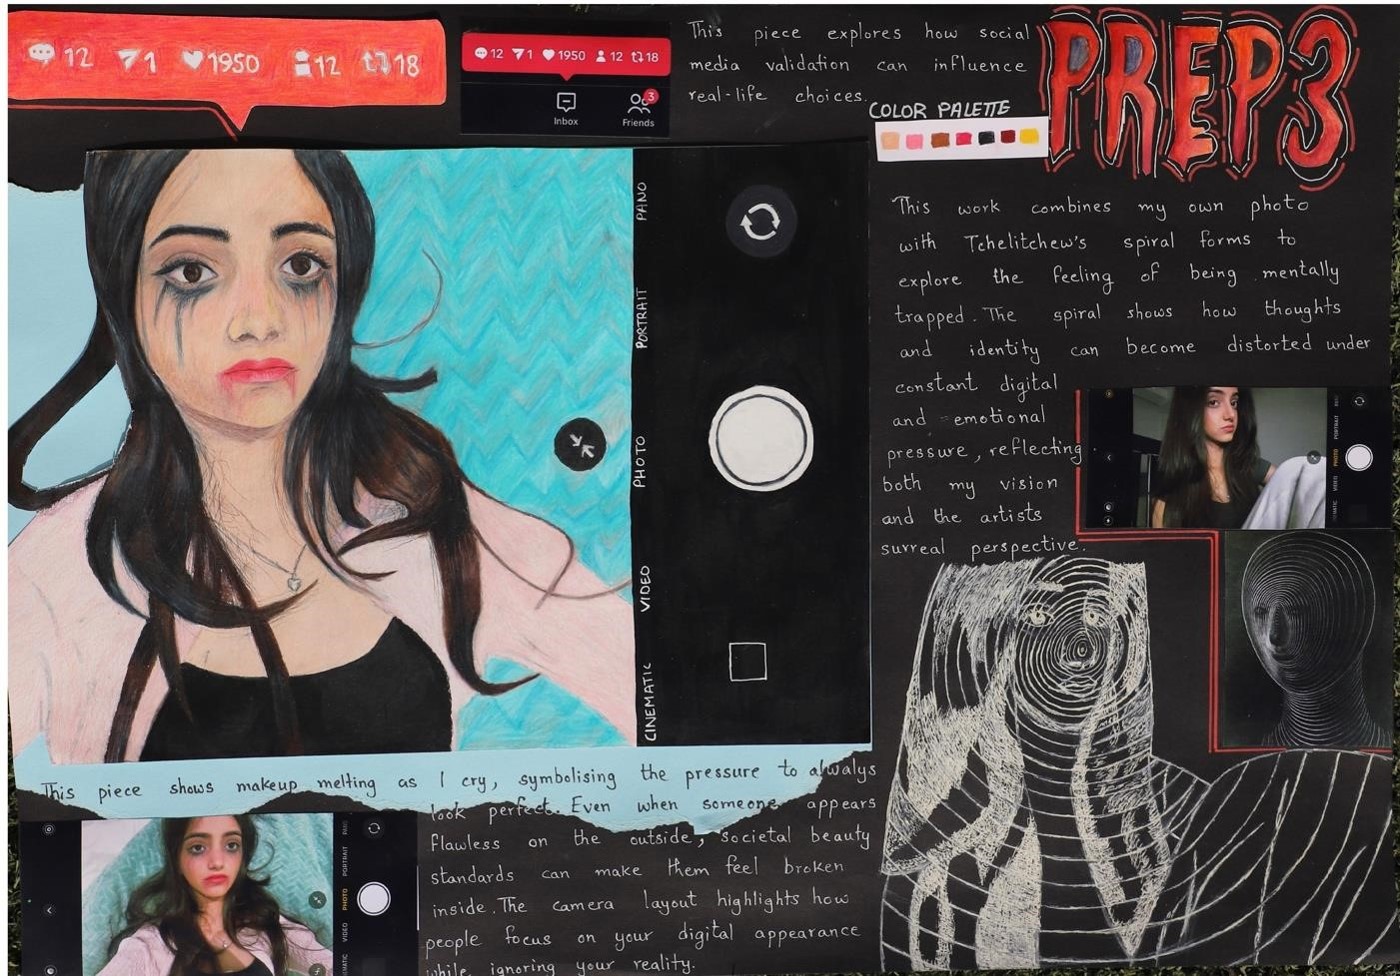 12 1 1950 12 18
12 1 1950 12 18
3
Inbox Friends
This piece explores how social
media validation can influence
real-life choices.
COLOR PALETTE
PREP3
This work combines my own photo
with Tchelitchew's spiral forms to
explore the feeling of being mentally
trapped. The spiral shows how thoughts
and identity can become distorted under
constant digital
and emotional
pressure, reflecting
both my vision
and the artists
surreal perspective.
PANO
PORTRAIT
PHOTO
VIDEO
CINEMATIC
PORTRAIT
PHOTO
VIDEO
This piece shows makeup melting as I cry, symbolising the pressure to always
look perfect. Even when someone appears
flawless on the outside, societal beauty
standards can make them feel broken
inside. The camera layout highlights how
people focus on your digital appearance
while ignoring your reality.
PORTRAIT
PHOTO
VIDEO